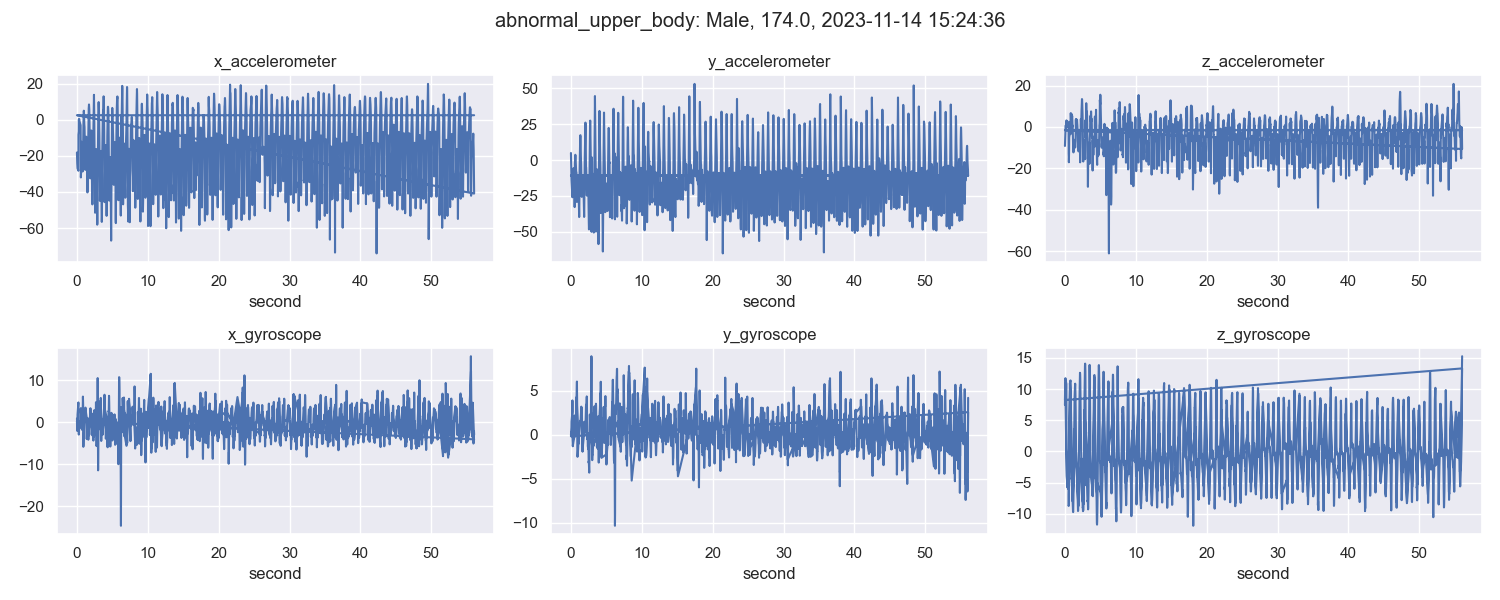 abnormal_upper_body: Male, 174.0, 2023-11-14 15:24:36
x_accelerometer
20
0
−20
−40
−60
0 10 20 30 40 50
second
y_accelerometer
50
25
0
−25
−50
0 10 20 30 40 50
second
z_accelerometer
20
0
−20
−40
−60
0 10 20 30 40 50
second
x_gyroscope
10
0
−10
−20
0 10 20 30 40 50
second
y_gyroscope
5
0
−5
−10
0 10 20 30 40 50
second
z_gyroscope
15
10
5
0
−5
−10
0 10 20 30 40 50
second